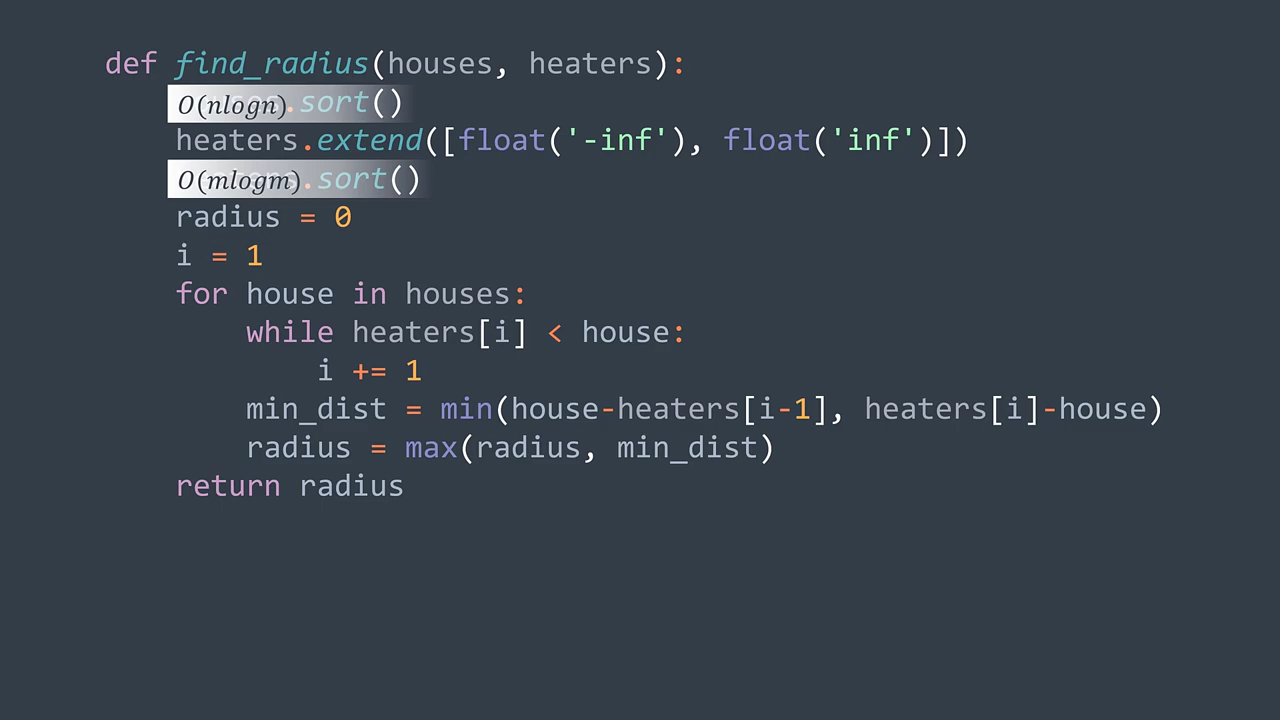 def find_radius(houses, heaters):
    O(nlogn).sort()
    heaters.extend([float('-inf'), float('inf')])
    O(mlogm).sort()
    radius = 0
    i = 1
    for house in houses:
        while heaters[i] < house:
            i += 1
        min_dist = min(house-heaters[i-1], heaters[i]-house)
        radius = max(radius, min_dist)
    return radius